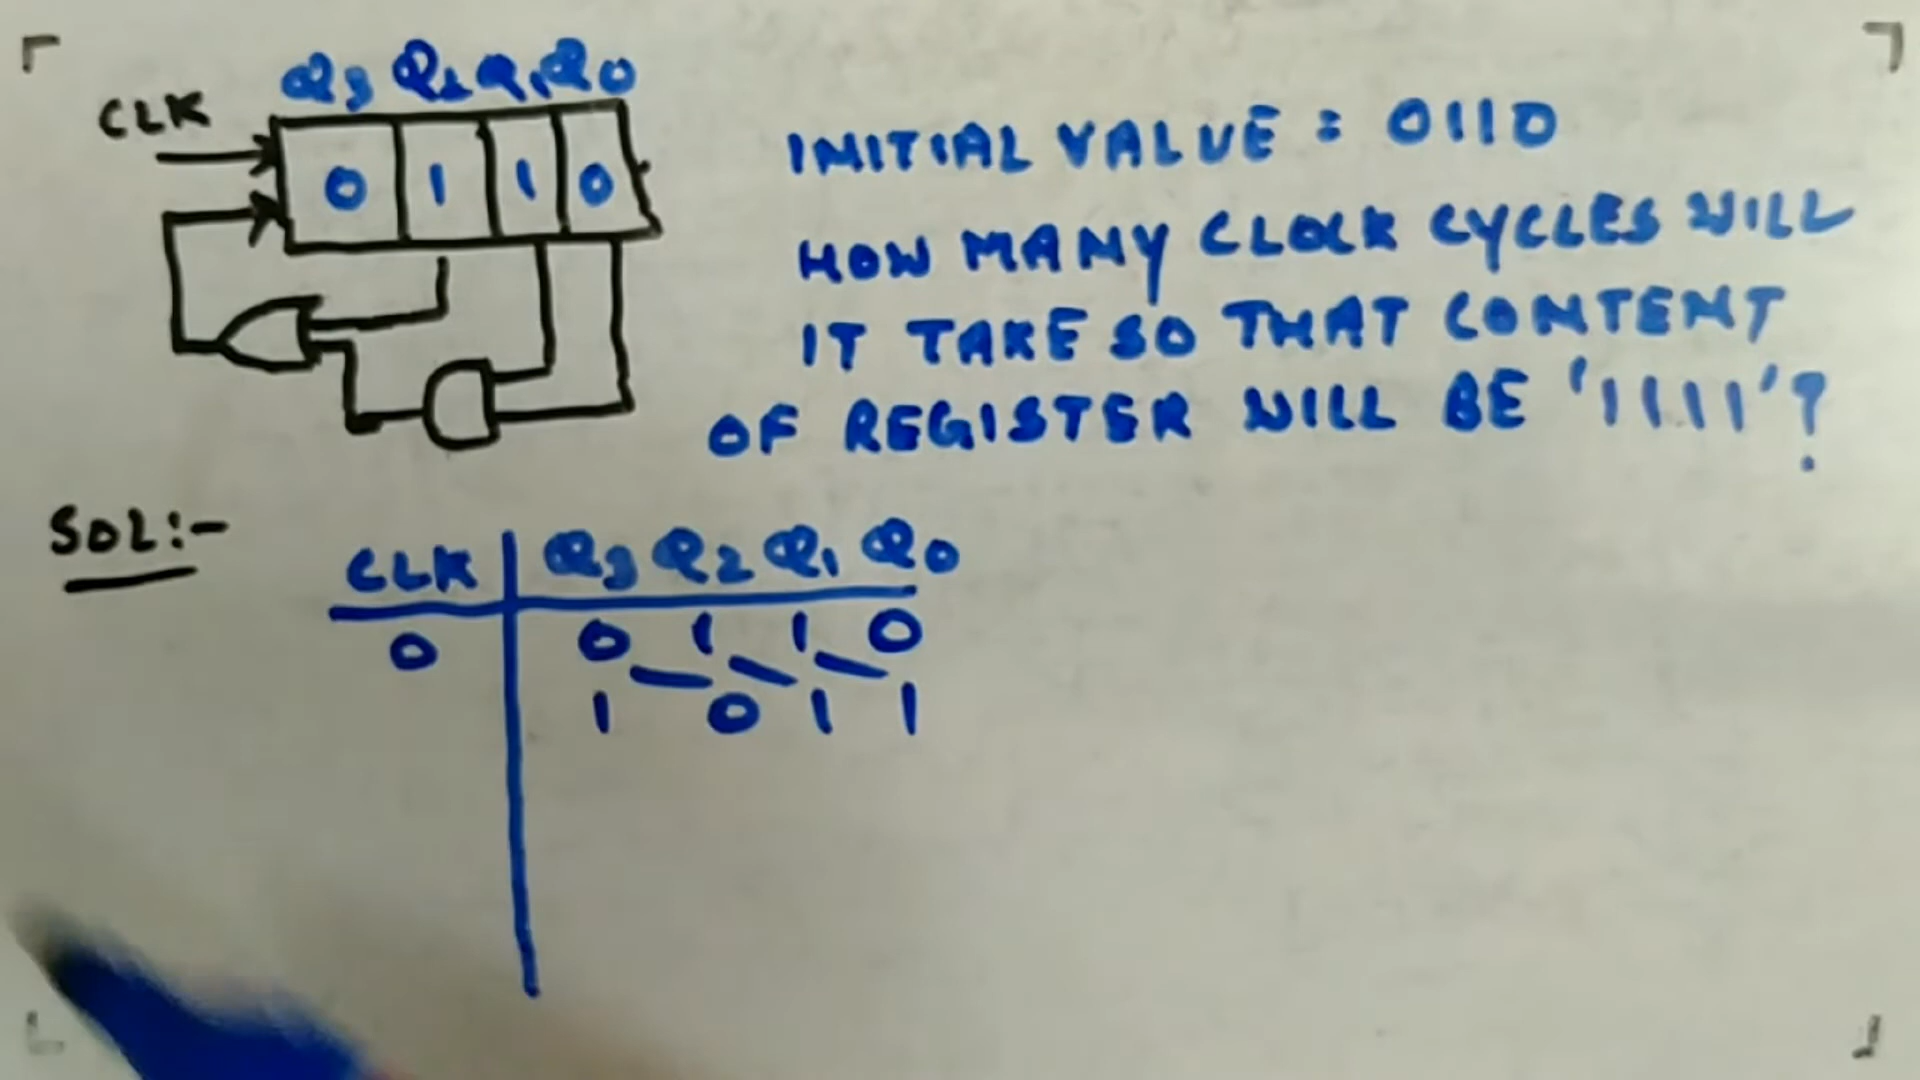 Q3 Q2 Q1 Q0
CLK
0 1 1 0
INITIAL VALUE : 0110
HOW MANY CLOCK CYCLES WILL
IT TAKE SO THAT CONTENT
OF REGISTER WILL BE '1111'?
SOL:-
CLK Q3 Q2 Q1 Q0
0 0 1 1 0
1 0 1 1